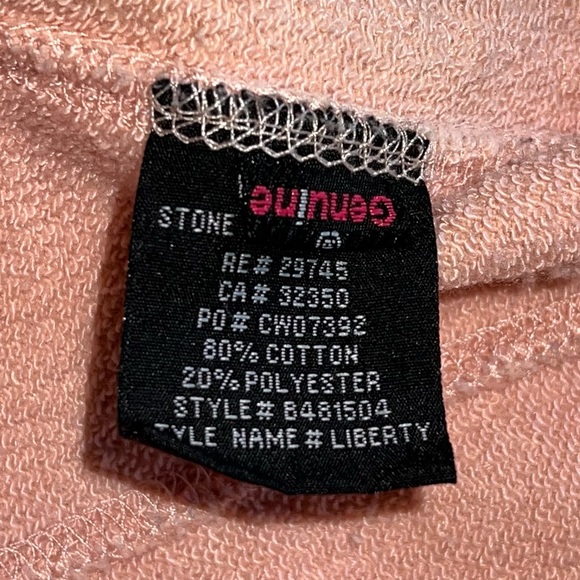 Genuine
STONE
RE# 29745
CA# 32350
PO# CW07392
80% COTTON
20% POLYESTER
STYLE# B481504
TYLE NAME # LIBERTY